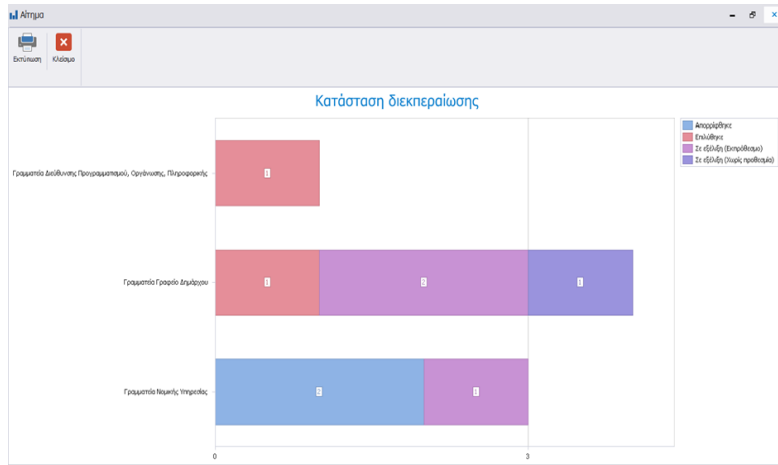 Αίτημα
Εκτύπωση
Κλείσιμο
Κατάσταση διεκπεραίωσης
Απορρίφθηκε
Επιλύθηκε
Σε εξέλιξη (Εκπρόθεσμο)
Σε εξέλιξη (Χωρίς προθεσμία)
Γραμματεία Διεύθυνσης Προγραμματισμού, Οργάνωσης, Πληροφορικής
1
Γραμματεία Γραφείο Δημάρχου
1
2
1
Γραμματεία Νομικής Υπηρεσίας
2
1
0
3